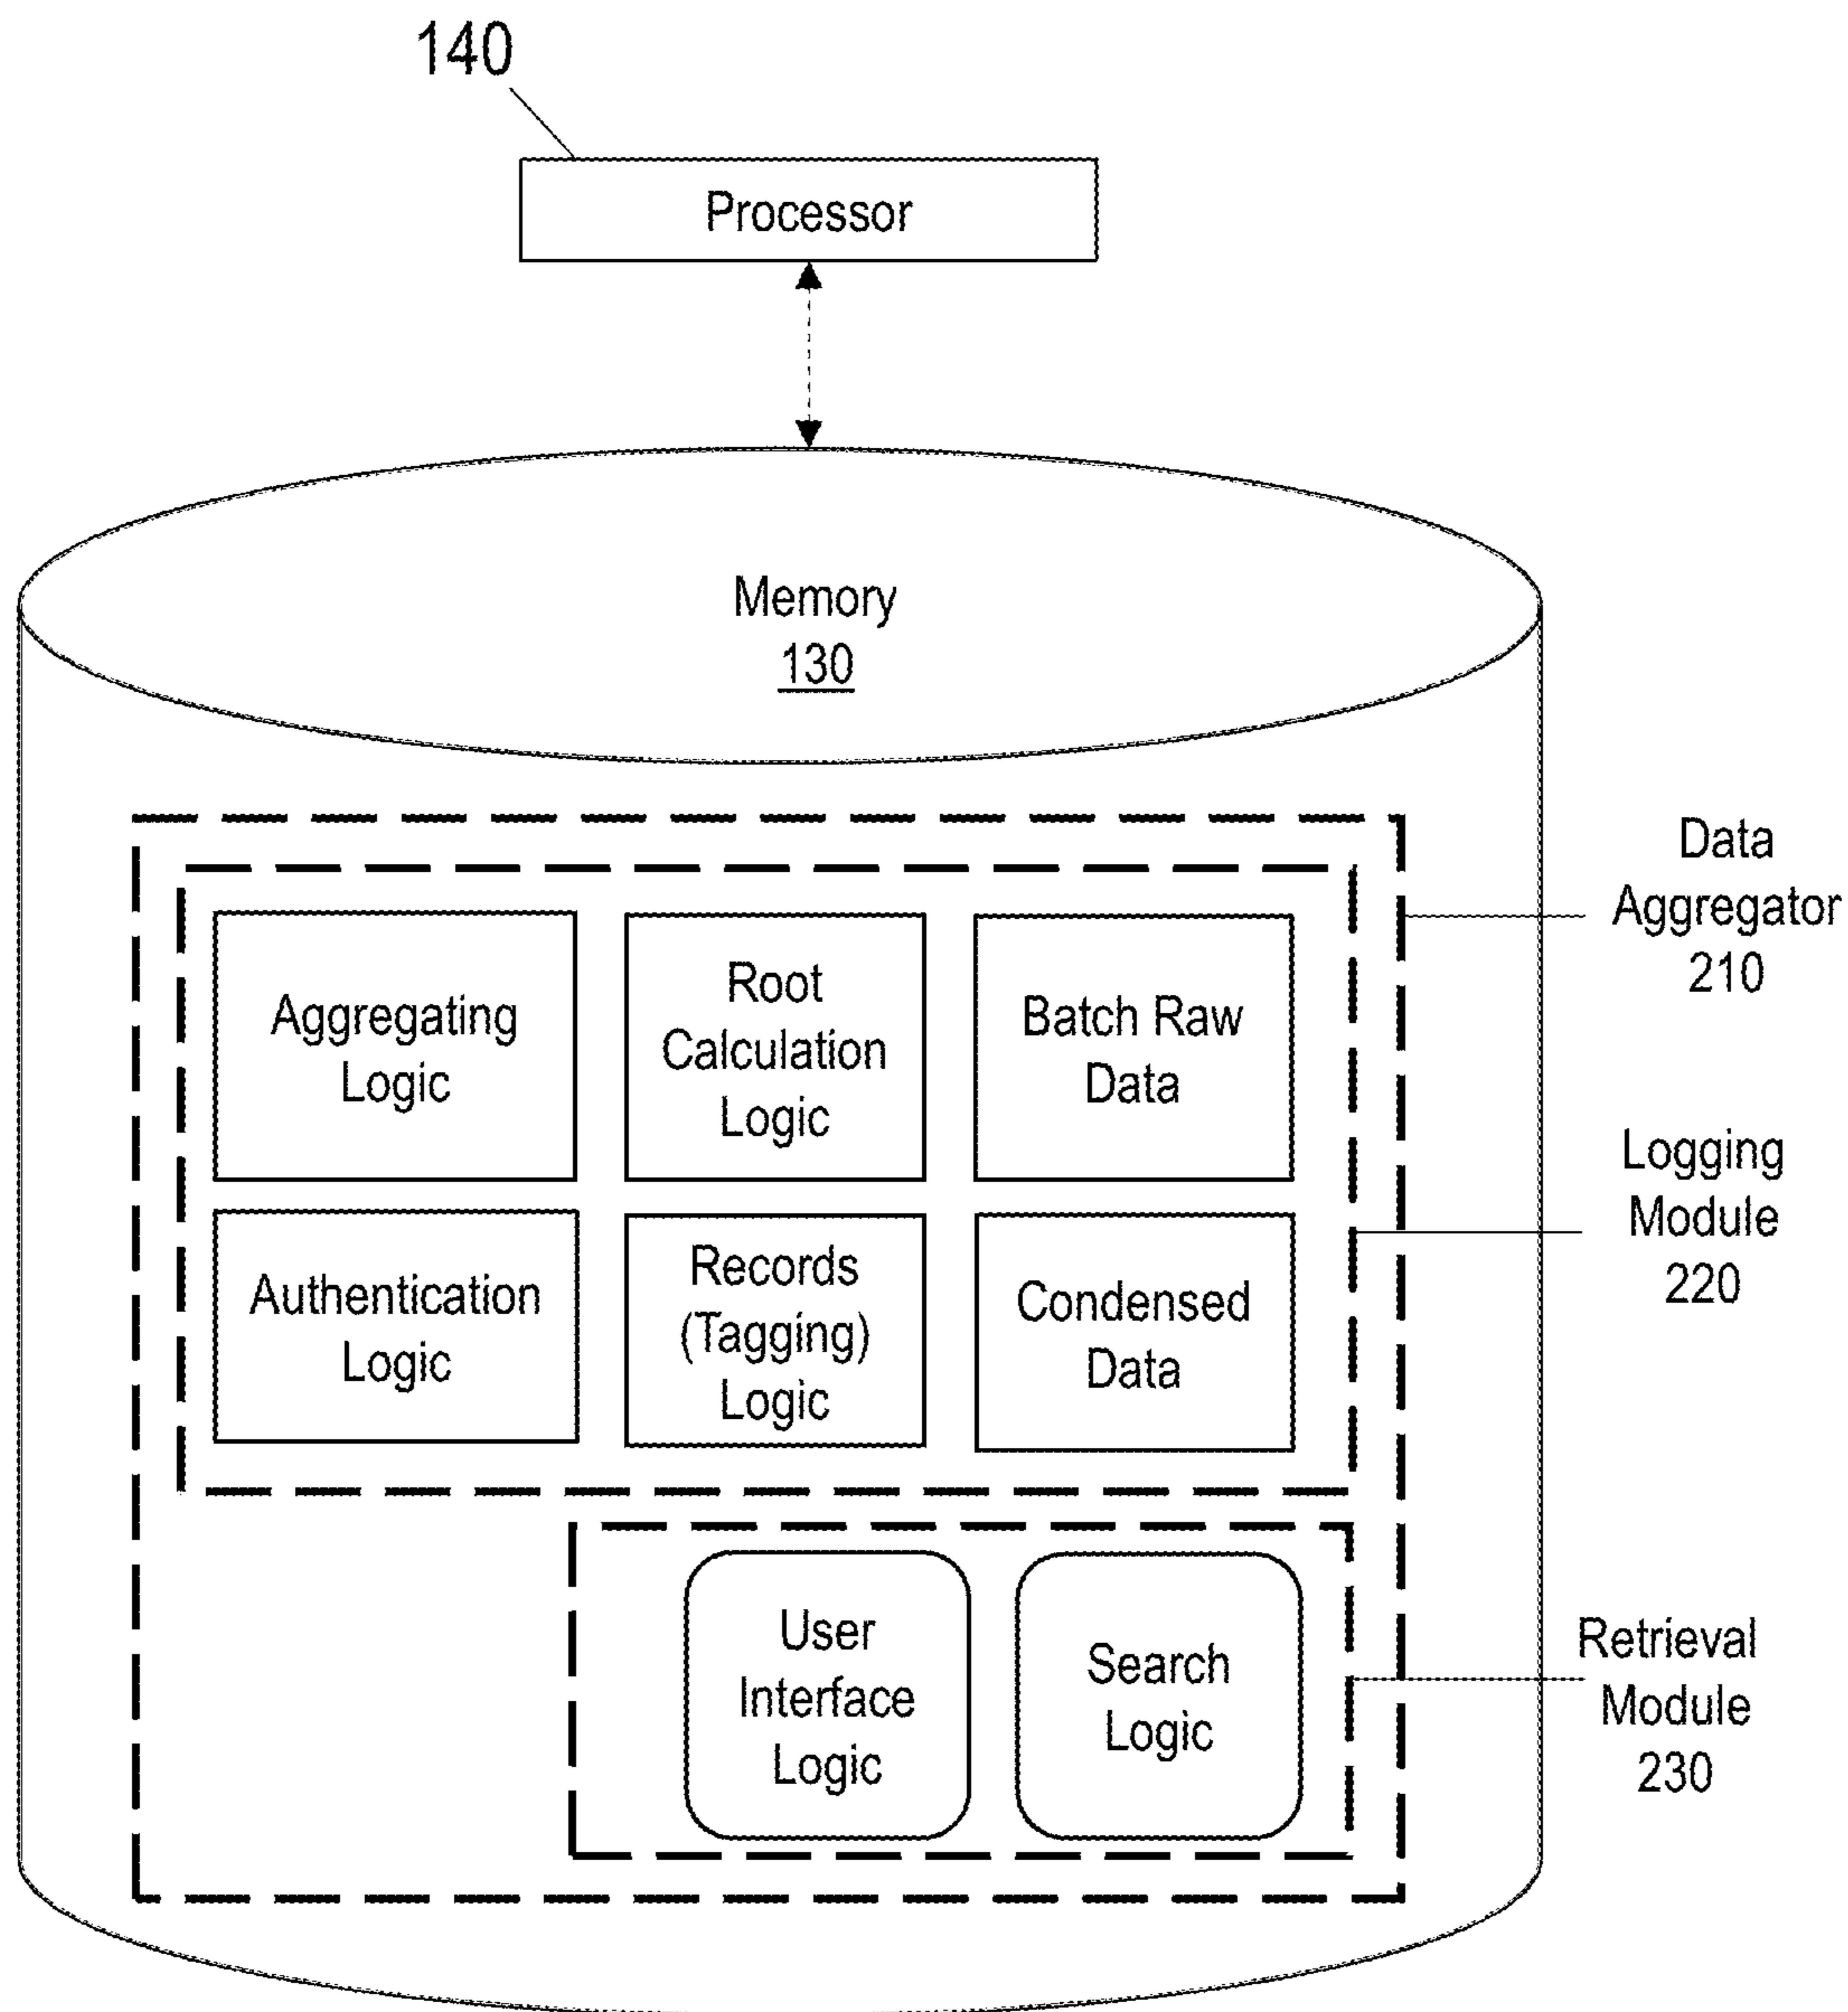 140
Processor
Memory
130
Data
Aggregator
210
Aggregating
Logic
Root
Calculation
Logic
Batch Raw
Data
Logging
Module
220
Authentication
Logic
Records
(Tagging)
Logic
Condensed
Data
User
Interface
Logic
Search
Logic
Retrieval
Module
230